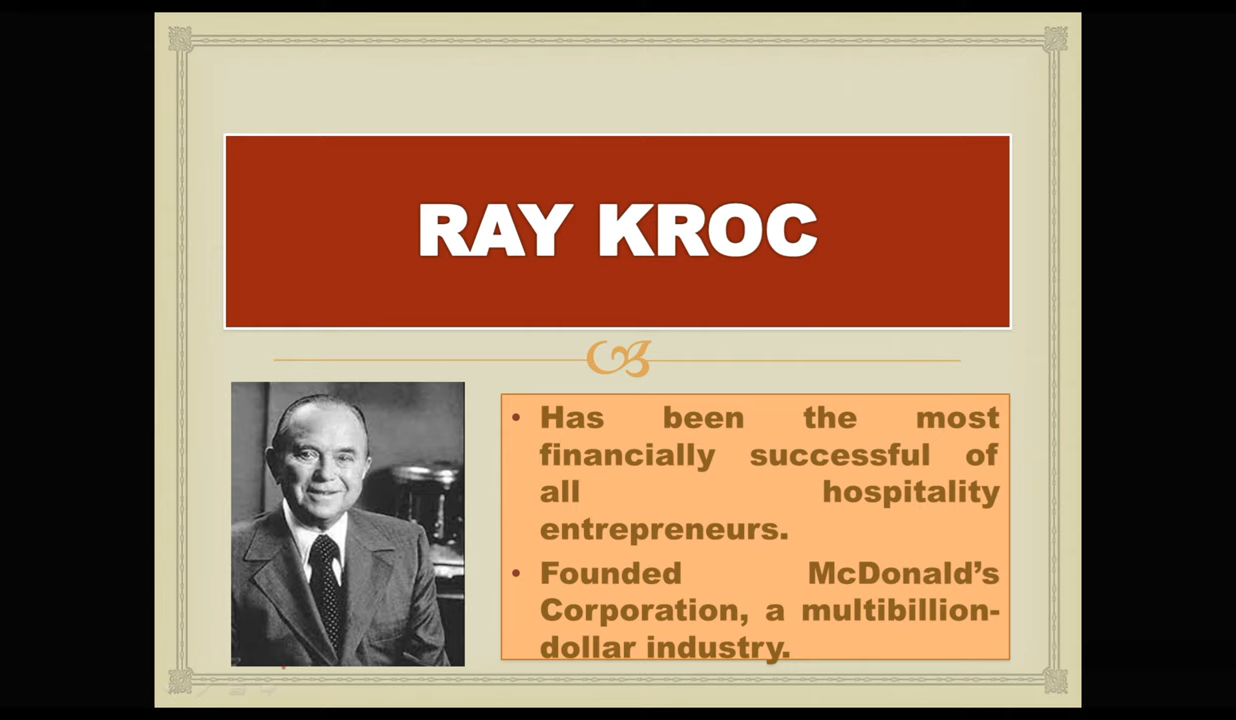 RAY KROC
• Has been the most
financially successful of
all hospitality
entrepreneurs.
• Founded McDonald’s
Corporation, a multibillion-
dollar industry.